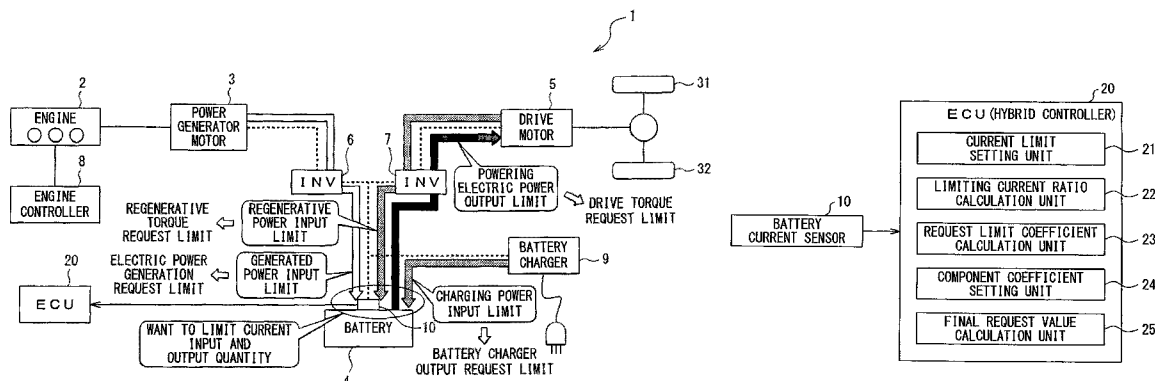 1
2
ENGINE
3
POWER
GENERATOR
MOTOR
5
DRIVE
MOTOR
31
32
8
ENGINE
CONTROLLER
6
INV
7
INV
POWERING
ELECTRIC POWER
OUTPUT LIMIT
DRIVE TORQUE
REQUEST LIMIT
REGENERATIVE
TORQUE
REQUEST LIMIT
REGENERATIVE
POWER INPUT
LIMIT
ELECTRIC POWER
GENERATION
REQUEST LIMIT
GENERATED
POWER INPUT
LIMIT
BATTERY
CHARGER
9
20
ECU
10
CHARGING POWER
INPUT LIMIT
WANT TO LIMIT CURRENT
INPUT AND
OUTPUT QUANTITY
BATTERY
4
BATTERY CHARGER
OUTPUT REQUEST LIMIT
10
BATTERY
CURRENT SENSOR
20
ECU (HYBRID CONTROLLER)
CURRENT LIMIT
SETTING UNIT
21
LIMITING CURRENT RATIO
CALCULATION UNIT
22
REQUEST LIMIT COEFFICIENT
CALCULATION UNIT
23
COMPONENT COEFFICIENT
SETTING UNIT
24
FINAL REQUEST VALUE
CALCULATION UNIT
25